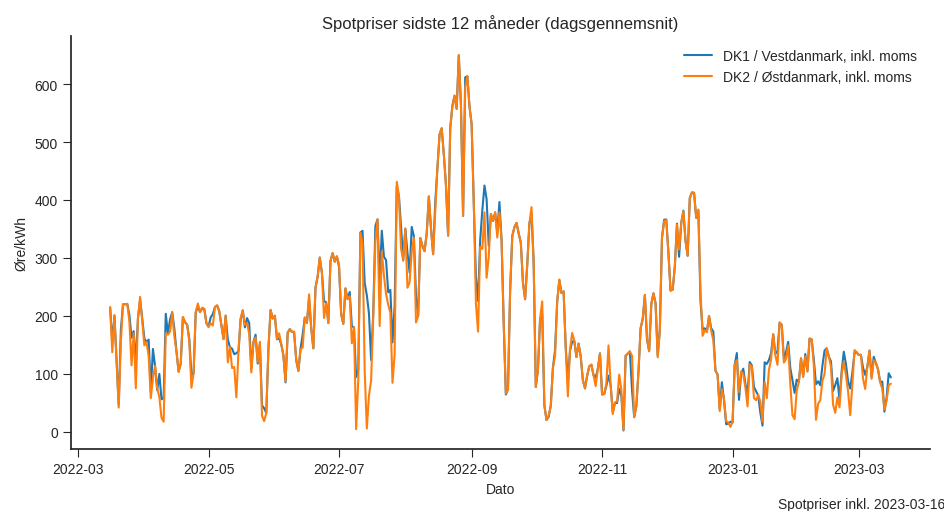 Spotpriser sidste 12 måneder (dagsgennemsnit)
DK1 / Vestdanmark, inkl. moms
DK2 / Østdanmark, inkl. moms
Øre/kWh
600
500
400
300
200
100
0
2022-03 2022-05 2022-07 2022-09 2022-11 2023-01 2023-03
Dato
Spotpriser inkl. 2023-03-16